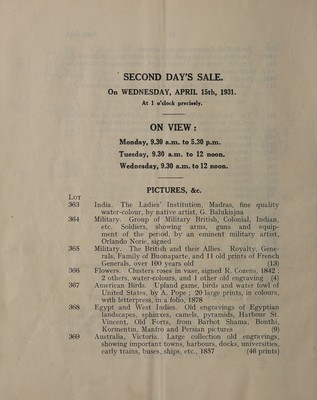 SECOND DAY'S SALE.
On WEDNESDAY, APRIL 15th, 1931.
At 1 o'clock precisely.
ON VIEW :
Monday, 9.30 a.m. to 5.30 p.m.
Tuesday, 9.30 a.m. to 12 noon.
Wednesday, 9.30 a.m. to 12 noon.
PICTURES, &c.
LOT
363 India. The Ladies' Institution, Madras, fine quality
water-colour, by native artist, G. Balukisjna
364 Military. Group of Military British, Colonial, Indian,
etc. Soldiers, showing arms, guns and equip-
ment of the period, by an eminent military artist,
Orlando Norie, signed
365 Military. The British and their Allies. Royalty, Gene-
rals, Family of Buonaparte, and 11 old prints of French
Generals, over 100 years old (13)
366 Flowers. Clusters roses in vase, signed R. Cozens, 1842 ;
2 others, water-colours, and 1 other old engraving (4)
367 American Birds. Upland game, birds and water fowl of
United States, by A. Pope ; 20 large prints, in colours,
with letterpress, in a folio, 1878
368 Egypt and West Indies. Old engravings of Egyptian
landscapes, sphinxes, camels, pyramids, Harbour St.
Vincent, Old Forts, from Barbot Shama, Bouthi,
Kormentin, Manfro and Persian pictures (9)
369 Australia, Victoria. Large collection old engravings,
showing important towns, harbours, docks, universities,
early trams, buses, ships, etc., 1857 (46 prints)